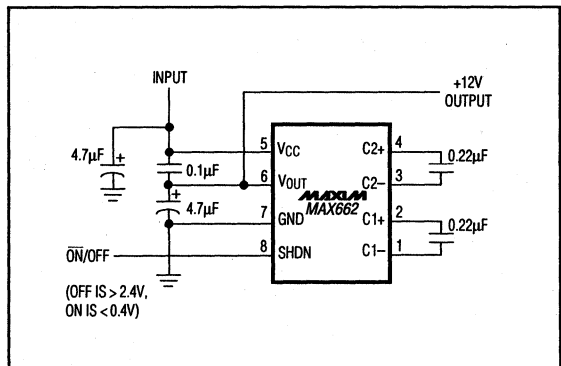 INPUT
+12V
OUTPUT
4.7µF
+
5
VCC
C2+
4
0.1µF
0.22µF
6
VOUT
C2–
3
+
4.7µF
MAXIM
MAX662
7
GND
C1+
2
0.22µF
ON/OFF
8
SHDN
C1–
1
(OFF IS > 2.4V,
ON IS < 0.4V)